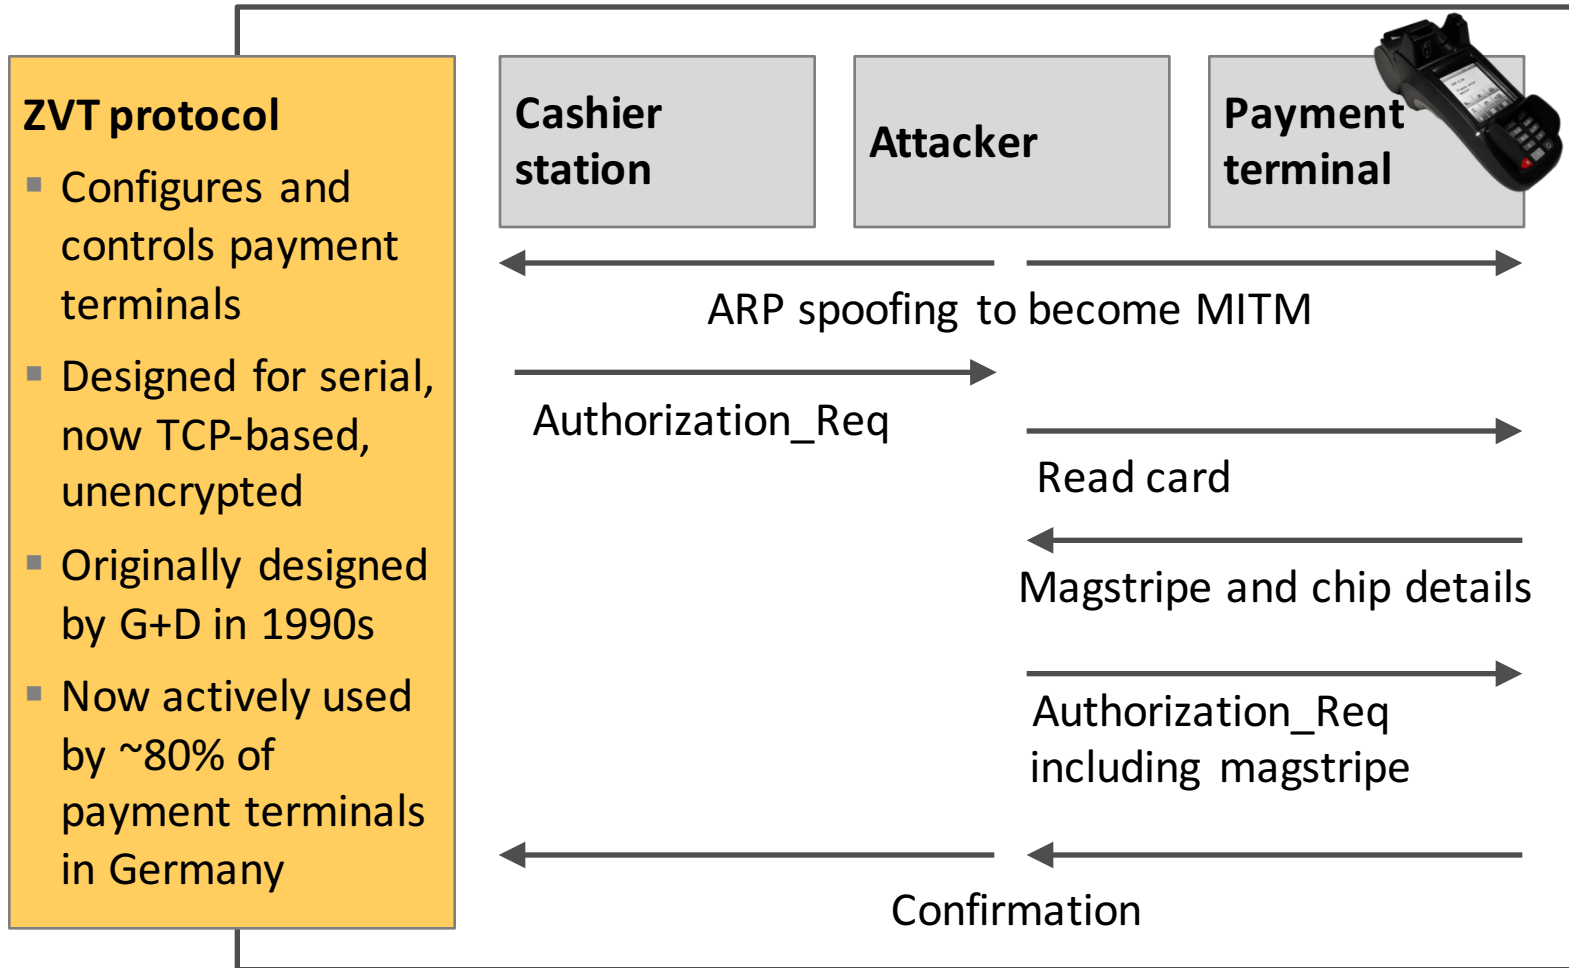 ZVT protocol
Configures and
controls payment
terminals
Designed for serial,
now TCP-based,
unencrypted
Originally designed
by G+D in 1990s
Now actively used
by ~80% of
payment terminals
in Germany
Cashier
station
Attacker
Payment
terminal
ARP spoofing to become MITM
Authorization_Req
Read card
Magstripe and chip details
Authorization_Req
including magstripe
Confirmation